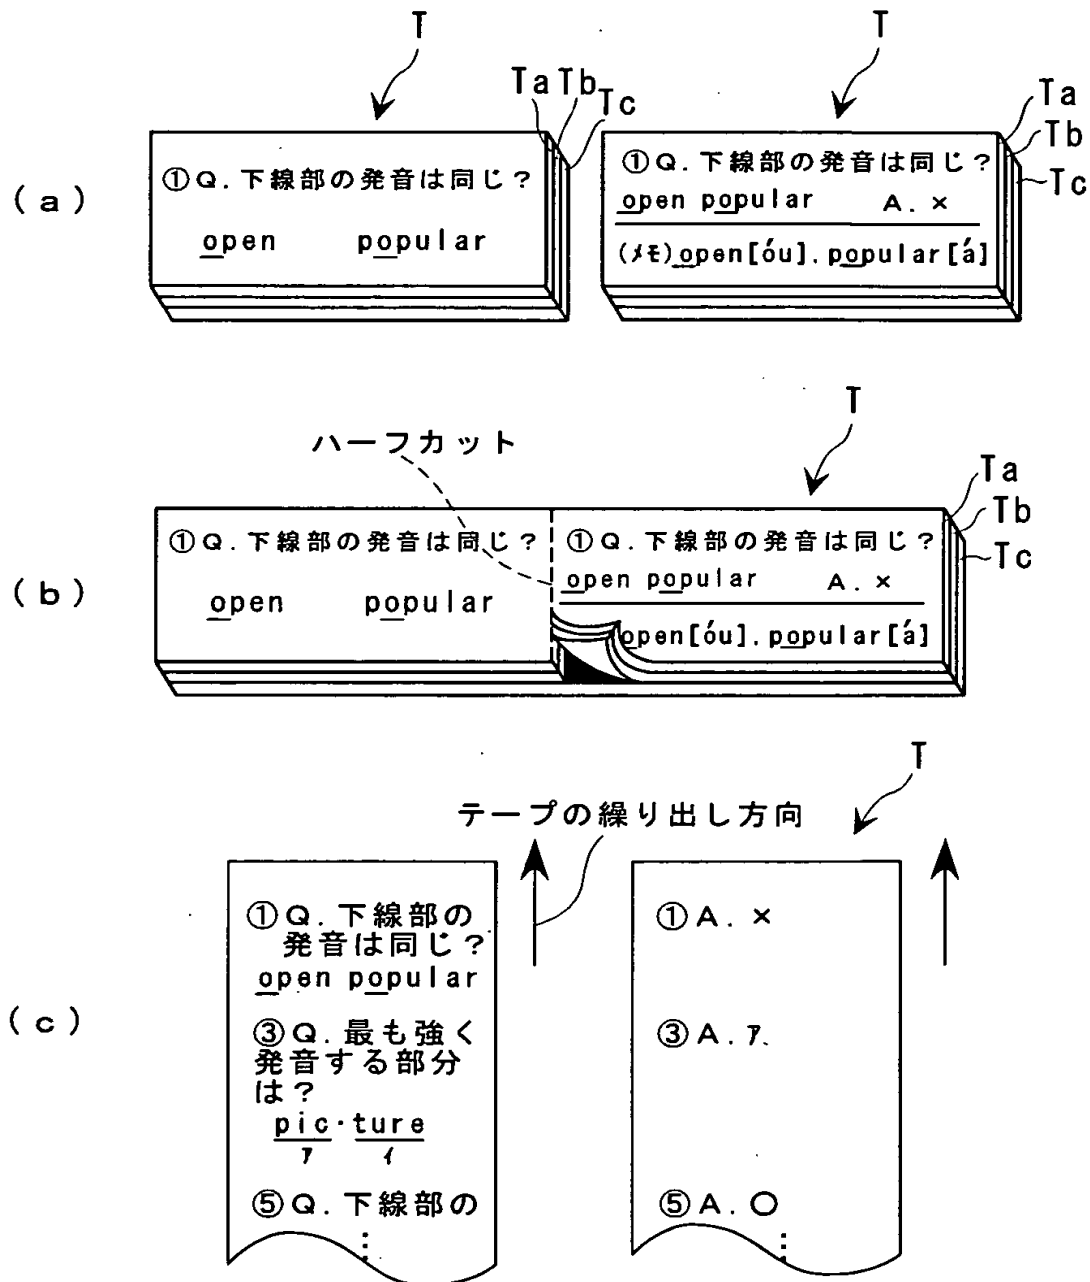 T
T
TaTbTc
Ta
Tb
Tc
(a)
①Q.下線部の発音は同じ?
open popular
①Q.下線部の発音は同じ?
open popular A.×
(メモ)open[óu].popular[á]
ハーフカット
T
Ta
Tb
Tc
(b)
①Q.下線部の発音は同じ?
open popular
①Q.下線部の発音は同じ?
open popular A.×
open[óu].popular[á]
T
テープの繰り出し方向
(c)
①Q.下線部の
発音は同じ?
open popular
③Q.最も強く
発音する部分
は?
pic・ture
ア イ
⑤Q.下線部の
⋮
①A.×
③A.ア.
⑤A.○
⋮